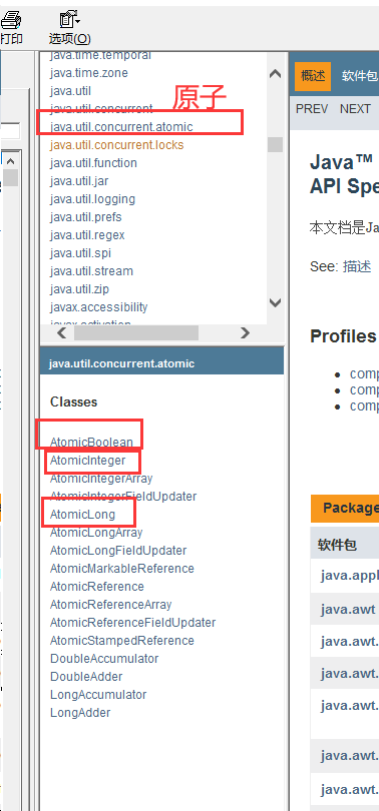 打印
选项(O)
java.time.temporal
java.time.zone
java.util
java.util.concurrent
原子
java.util.concurrent.atomic
java.util.concurrent.locks
java.util.function
java.util.jar
java.util.logging
java.util.prefs
java.util.regex
java.util.spi
java.util.stream
java.util.zip
javax.accessibility
javax.activation
java.util.concurrent.atomic
Classes
AtomicBoolean
AtomicInteger
AtomicIntegerArray
AtomicIntegerFieldUpdater
AtomicLong
AtomicLongArray
AtomicLongFieldUpdater
AtomicMarkableReference
AtomicReference
AtomicReferenceArray
AtomicReferenceFieldUpdater
AtomicStampedReference
DoubleAccumulator
DoubleAdder
LongAccumulator
LongAdder
概述 软件包
PREV NEXT
Java™
API Spe
本文档是Ja
See: 描述
Profiles
comp
comp
comp
Package
软件包
java.appl
java.awt
java.awt.
java.awt.
java.awt.
java.awt.
java.awt.